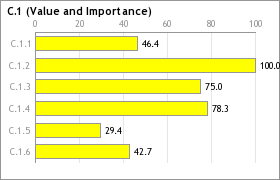 C.1 (Value and Importance)
0 20 40 60 80 100
C.1.1 46.4
C.1.2 100.0
C.1.3 75.0
C.1.4 78.3
C.1.5 29.4
C.1.6 42.7